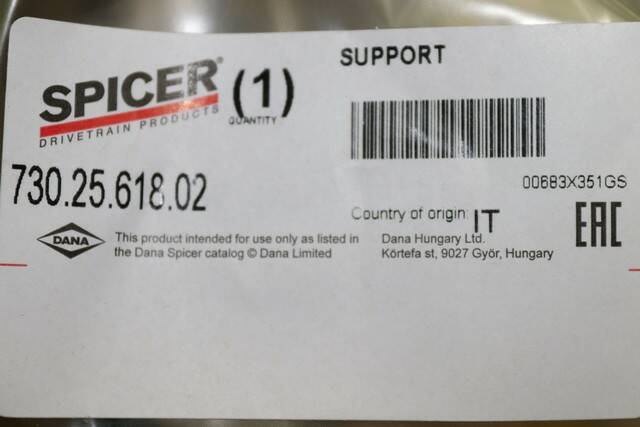 SUPPORT
SPICER®
DRIVETRAIN PRODUCTS
(1)
QUANTITY
730.25.618.02
00683X351GS
Country of origin: IT
EAC
DANA
This product intended for use only as listed in
the Dana Spicer catalog © Dana Limited
Dana Hungary Ltd.
Körtefa st, 9027 Györ, Hungary